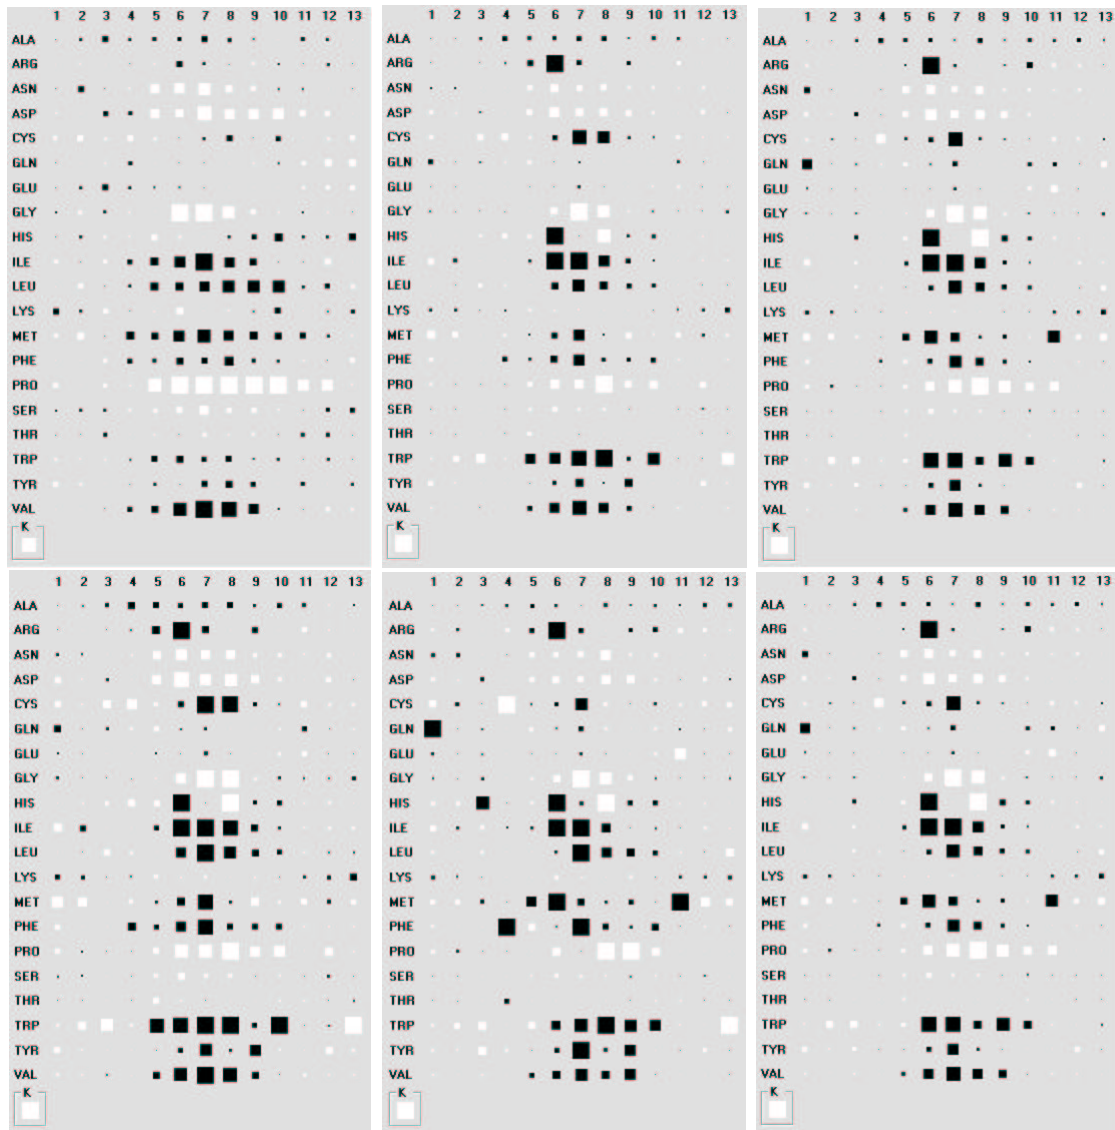 1 2 3 4 5 6 7 8 9 10 11 12 13
ALA
ARG
ASN
ASP
CYS
GLN
GLU
GLY
HIS
ILE
LEU
LYS
MET
PHE
PRO
SER
THR
TRP
TYR
VAL
K
1 2 3 4 5 6 7 8 9 10 11 12 13
ALA
ARG
ASN
ASP
CYS
GLN
GLU
GLY
HIS
ILE
LEU
LYS
MET
PHE
PRO
SER
THR
TRP
TYR
VAL
K
1 2 3 4 5 6 7 8 9 10 11 12 13
ALA
ARG
ASN
ASP
CYS
GLN
GLU
GLY
HIS
ILE
LEU
LYS
MET
PHE
PRO
SER
THR
TRP
TYR
VAL
K
1 2 3 4 5 6 7 8 9 10 11 12 13
ALA
ARG
ASN
ASP
CYS
GLN
GLU
GLY
HIS
ILE
LEU
LYS
MET
PHE
PRO
SER
THR
TRP
TYR
VAL
K
1 2 3 4 5 6 7 8 9 10 11 12 13
ALA
ARG
ASN
ASP
CYS
GLN
GLU
GLY
HIS
ILE
LEU
LYS
MET
PHE
PRO
SER
THR
TRP
TYR
VAL
K
1 2 3 4 5 6 7 8 9 10 11 12 13
ALA
ARG
ASN
ASP
CYS
GLN
GLU
GLY
HIS
ILE
LEU
LYS
MET
PHE
PRO
SER
THR
TRP
TYR
VAL
K